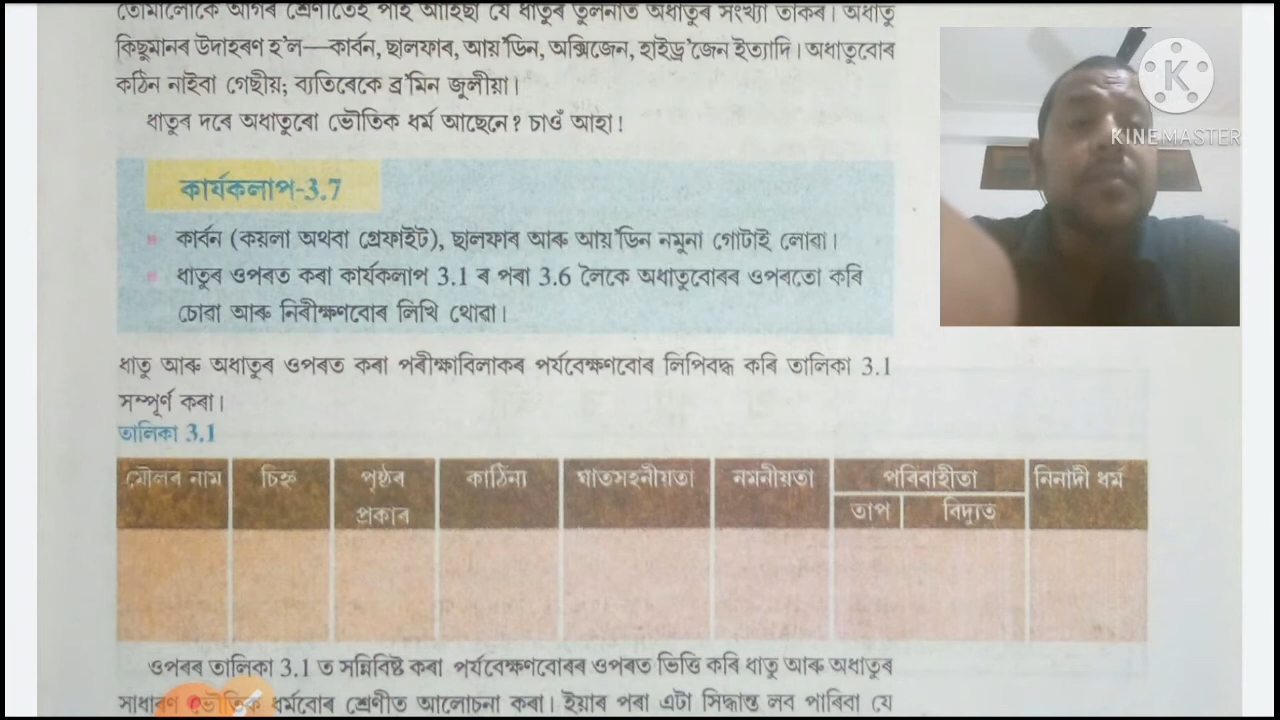 তোমালোকে আগৰ শ্ৰেণীতেই পাই আহিছা যে ধাতুৰ তুলনাত অধাতুৰ সংখ্যা তাকৰ। অধাতু
কিছুমানৰ উদাহৰণ হ'ল—কাৰ্বন, ছালফাৰ, আয়'ডিন, অক্সিজেন, হাইড্ৰ'জেন ইত্যাদি। অধাতুবোৰ
কঠিন নাইবা গেছীয়; ব্যতিৰেকে ব্ৰ'মিন জুলীয়া।
ধাতুৰ দৰে অধাতুৰো ভৌতিক ধৰ্ম আছেনে? চাওঁ আহা!
KINEMASTER
কাৰ্যকলাপ-3.7
কাৰ্বন (কয়লা অথবা গ্ৰেফাইট), ছালফাৰ আৰু আয়'ডিন নমুনা গোটাই লোৱা।
ধাতুৰ ওপৰত কৰা কাৰ্যকলাপ 3.1 ৰ পৰা 3.6 লৈকে অধাতুবোৰৰ ওপৰতো কৰি
চোৱা আৰু নিৰীক্ষণবোৰ লিখি থোৱা।
ধাতু আৰু অধাতুৰ ওপৰত কৰা পৰীক্ষাবিলাকৰ পৰ্যবেক্ষণবোৰ লিপিবদ্ধ কৰি তালিকা 3.1
সম্পূৰ্ণ কৰা।
তালিকা 3.1
মৌলৰ নাম চিহ্ন পৃষ্ঠৰ কাঠিন্য ঘাতসহনীয়তা নমনীয়তা পৰিবাহীতা নিনাদী ধৰ্ম
প্ৰকাৰ তাপ বিদ্যুত
ওপৰৰ তালিকা 3.1 ত সন্নিবিষ্ট কৰা পৰ্যবেক্ষণবোৰৰ ওপৰত ভিত্তি কৰি ধাতু আৰু অধাতুৰ
সাধাৰণ ভৌতিক ধৰ্মবোৰ শ্ৰেণীত আলোচনা কৰা। ইয়াৰ পৰা এটা সিদ্ধান্ত লব পাৰিবা যে